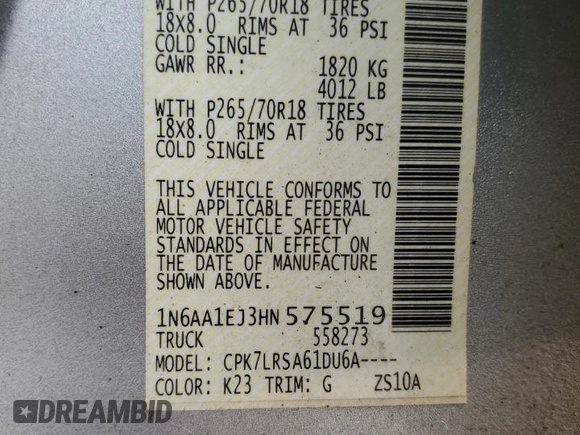 WITH P265/70R18 TIRES
18X8.0 RIMS AT 36 PSI
COLD SINGLE
GAWR RR.: 1820 KG
4012 LB
WITH P265/70R18 TIRES
18X8.0 RIMS AT 36 PSI
COLD SINGLE
THIS VEHICLE CONFORMS TO
ALL APPLICABLE FEDERAL
MOTOR VEHICLE SAFETY
STANDARDS IN EFFECT ON
THE DATE OF MANUFACTURE
SHOWN ABOVE.
1N6AA1EJ3HN575519
TRUCK 558273
MODEL: CPK7LRSA61DU6A----
COLOR: K23 TRIM: G ZS10A
DREAMBID